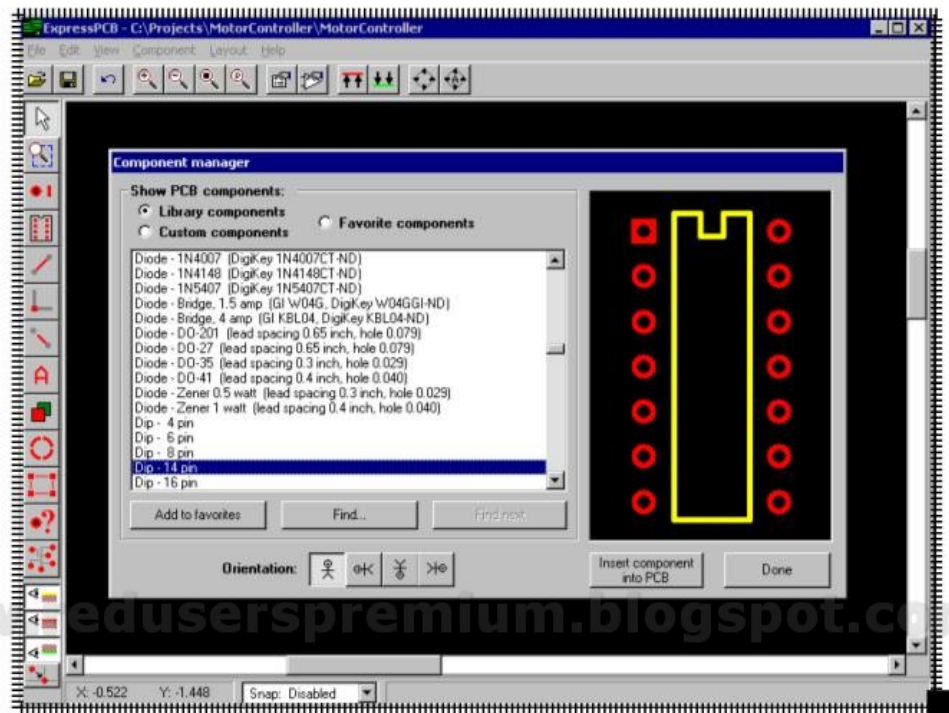 ExpressPCB - C:\Projects\MotorController\MotorController
File Edit View Component Layout Help
Component manager
Show PCB components:
Library components
Custom components
Favorite components
Diode - 1N4007 (DigiKey 1N4007CT-ND)
Diode - 1N4148 (DigiKey 1N4148CT-ND)
Diode - 1N5407 (DigiKey 1N5407CT-ND)
Diode - Bridge, 1.5 amp (GI W04G, DigiKey W04GGI-ND)
Diode - Bridge, 4 amp (GI KBL04, DigiKey KBL04-ND)
Diode - DO-201 (lead spacing 0.65 inch, hole 0.079)
Diode - DO-27 (lead spacing 0.65 inch, hole 0.079)
Diode - DO-35 (lead spacing 0.3 inch, hole 0.029)
Diode - DO-41 (lead spacing 0.4 inch, hole 0.040)
Diode - Zener 0.5 watt (lead spacing 0.3 inch, hole 0.029)
Diode - Zener 1 watt (lead spacing 0.4 inch, hole 0.040)
Dip - 4 pin
Dip - 6 pin
Dip - 8 pin
Dip - 14 pin
Dip - 16 pin
Add to favorites Find... Find next
Orientation:
Insert component
into PCB
Done
eduserspremium.blogspot.co
X: -0.522 Y: -1.448 Snap: Disabled